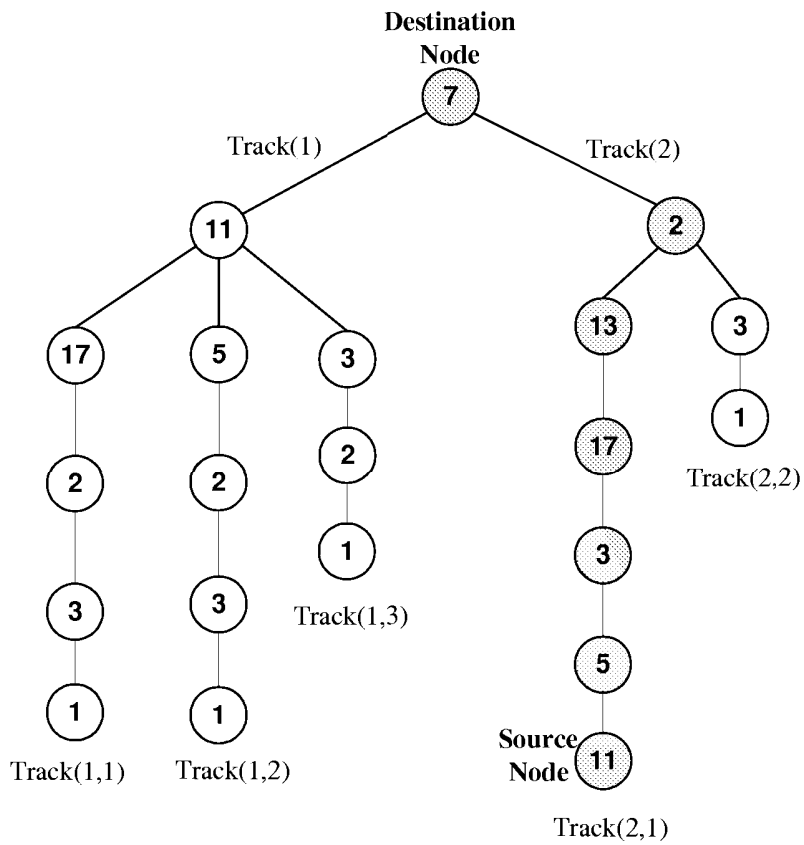 Destination
Node
7
Track(1)
Track(2)
11
2
17
5
3
13
3
2
2
2
17
1
Track(2,2)
3
3
1
3
Track(1,3)
5
1
1
Source
Node
11
Track(1,1)
Track(1,2)
Track(2,1)